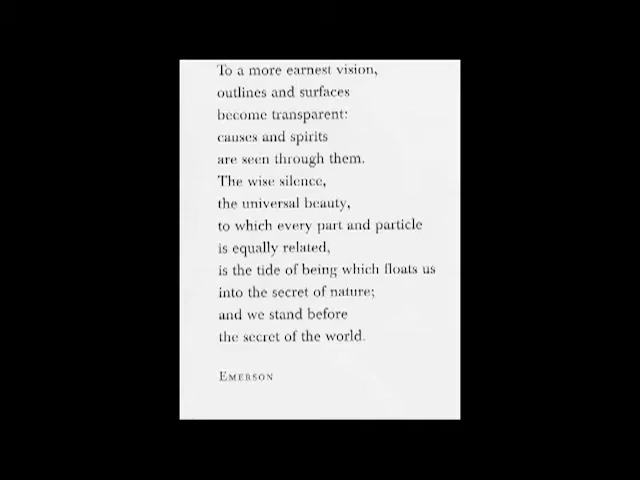 To a more earnest vision,
outlines and surfaces
become transparent:
causes and spirits
are seen through them.
The wise silence,
the universal beauty,
to which every part and particle
is equally related,
is the tide of being which floats us
into the secret of nature;
and we stand before
the secret of the world.
EMERSON